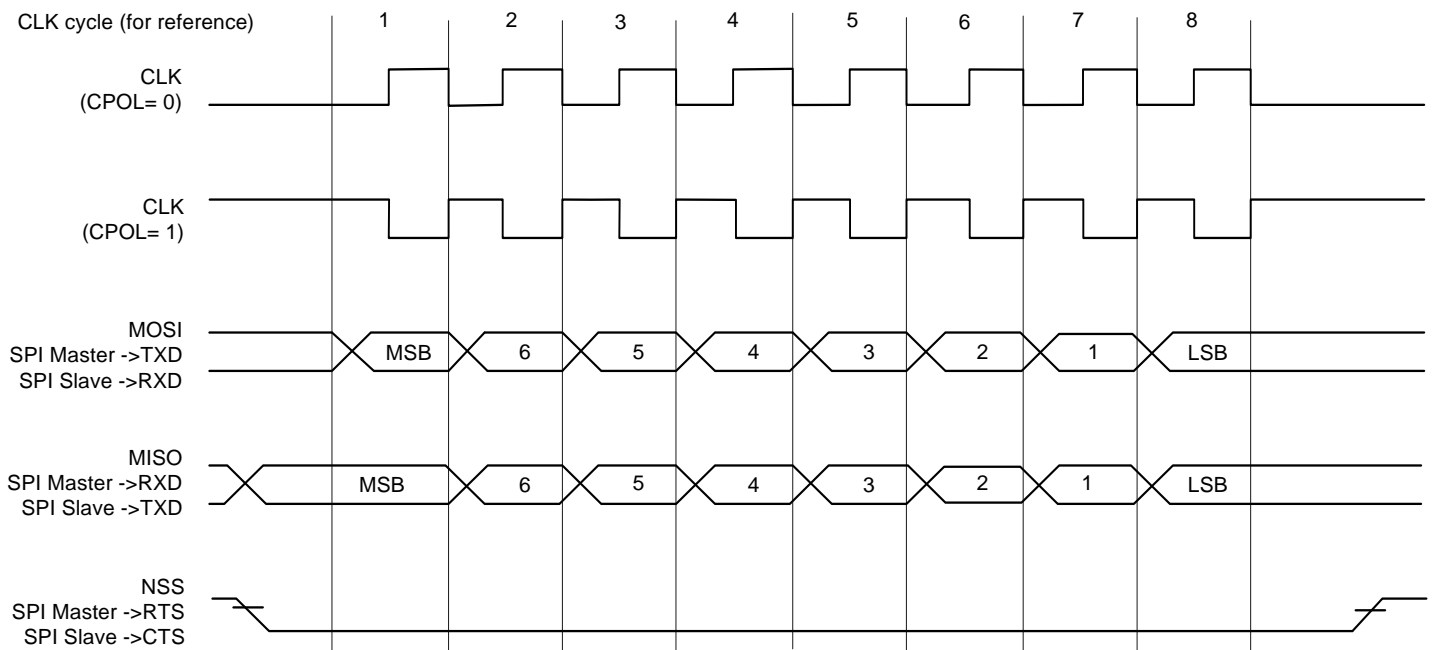 CLK cycle (for reference) 1 2 3 4 5 6 7 8
CLK
(CPOL= 0)
CLK
(CPOL= 1)
MOSI
SPI Master ->TXD
SPI Slave ->RXD
MSB 6 5 4 3 2 1 LSB
MISO
SPI Master ->RXD
SPI Slave ->TXD
MSB 6 5 4 3 2 1 LSB
NSS
SPI Master ->RTS
SPI Slave ->CTS